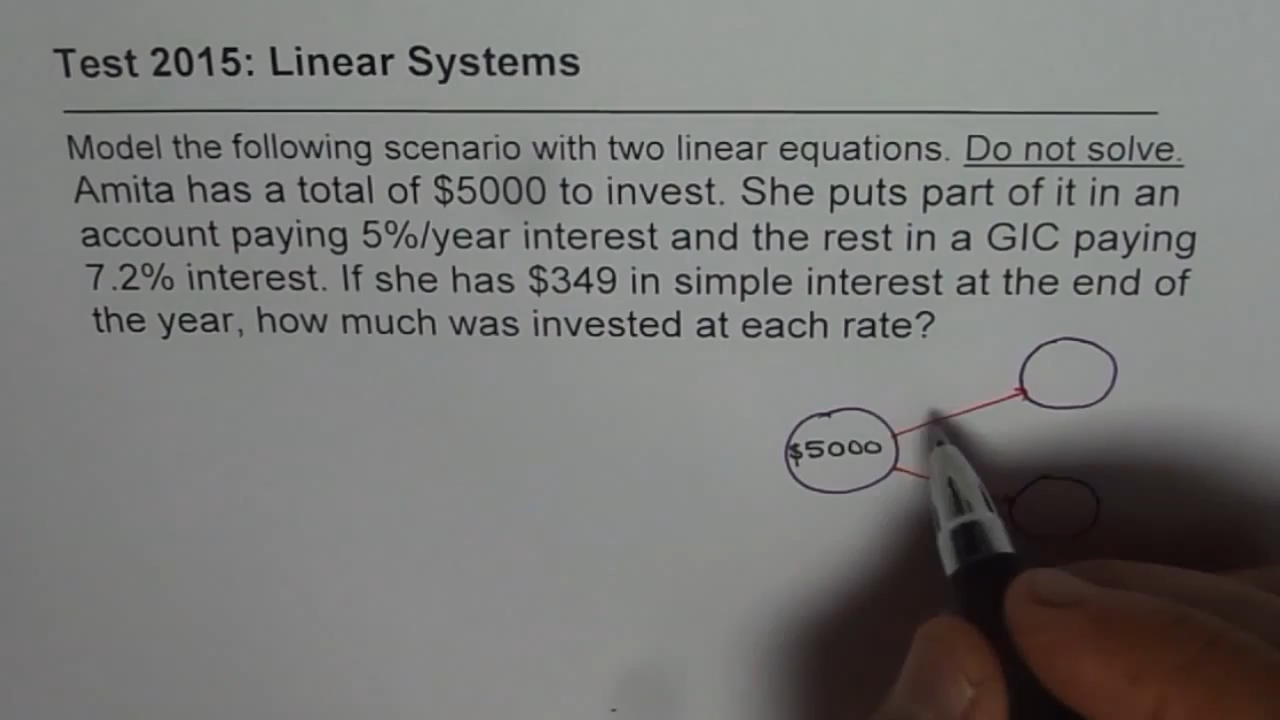 Test 2015: Linear Systems
Model the following scenario with two linear equations. Do not solve.
Amita has a total of $5000 to invest. She puts part of it in an
account paying 5%/year interest and the rest in a GIC paying
7.2% interest. If she has $349 in simple interest at the end of
the year, how much was invested at each rate?
$5000